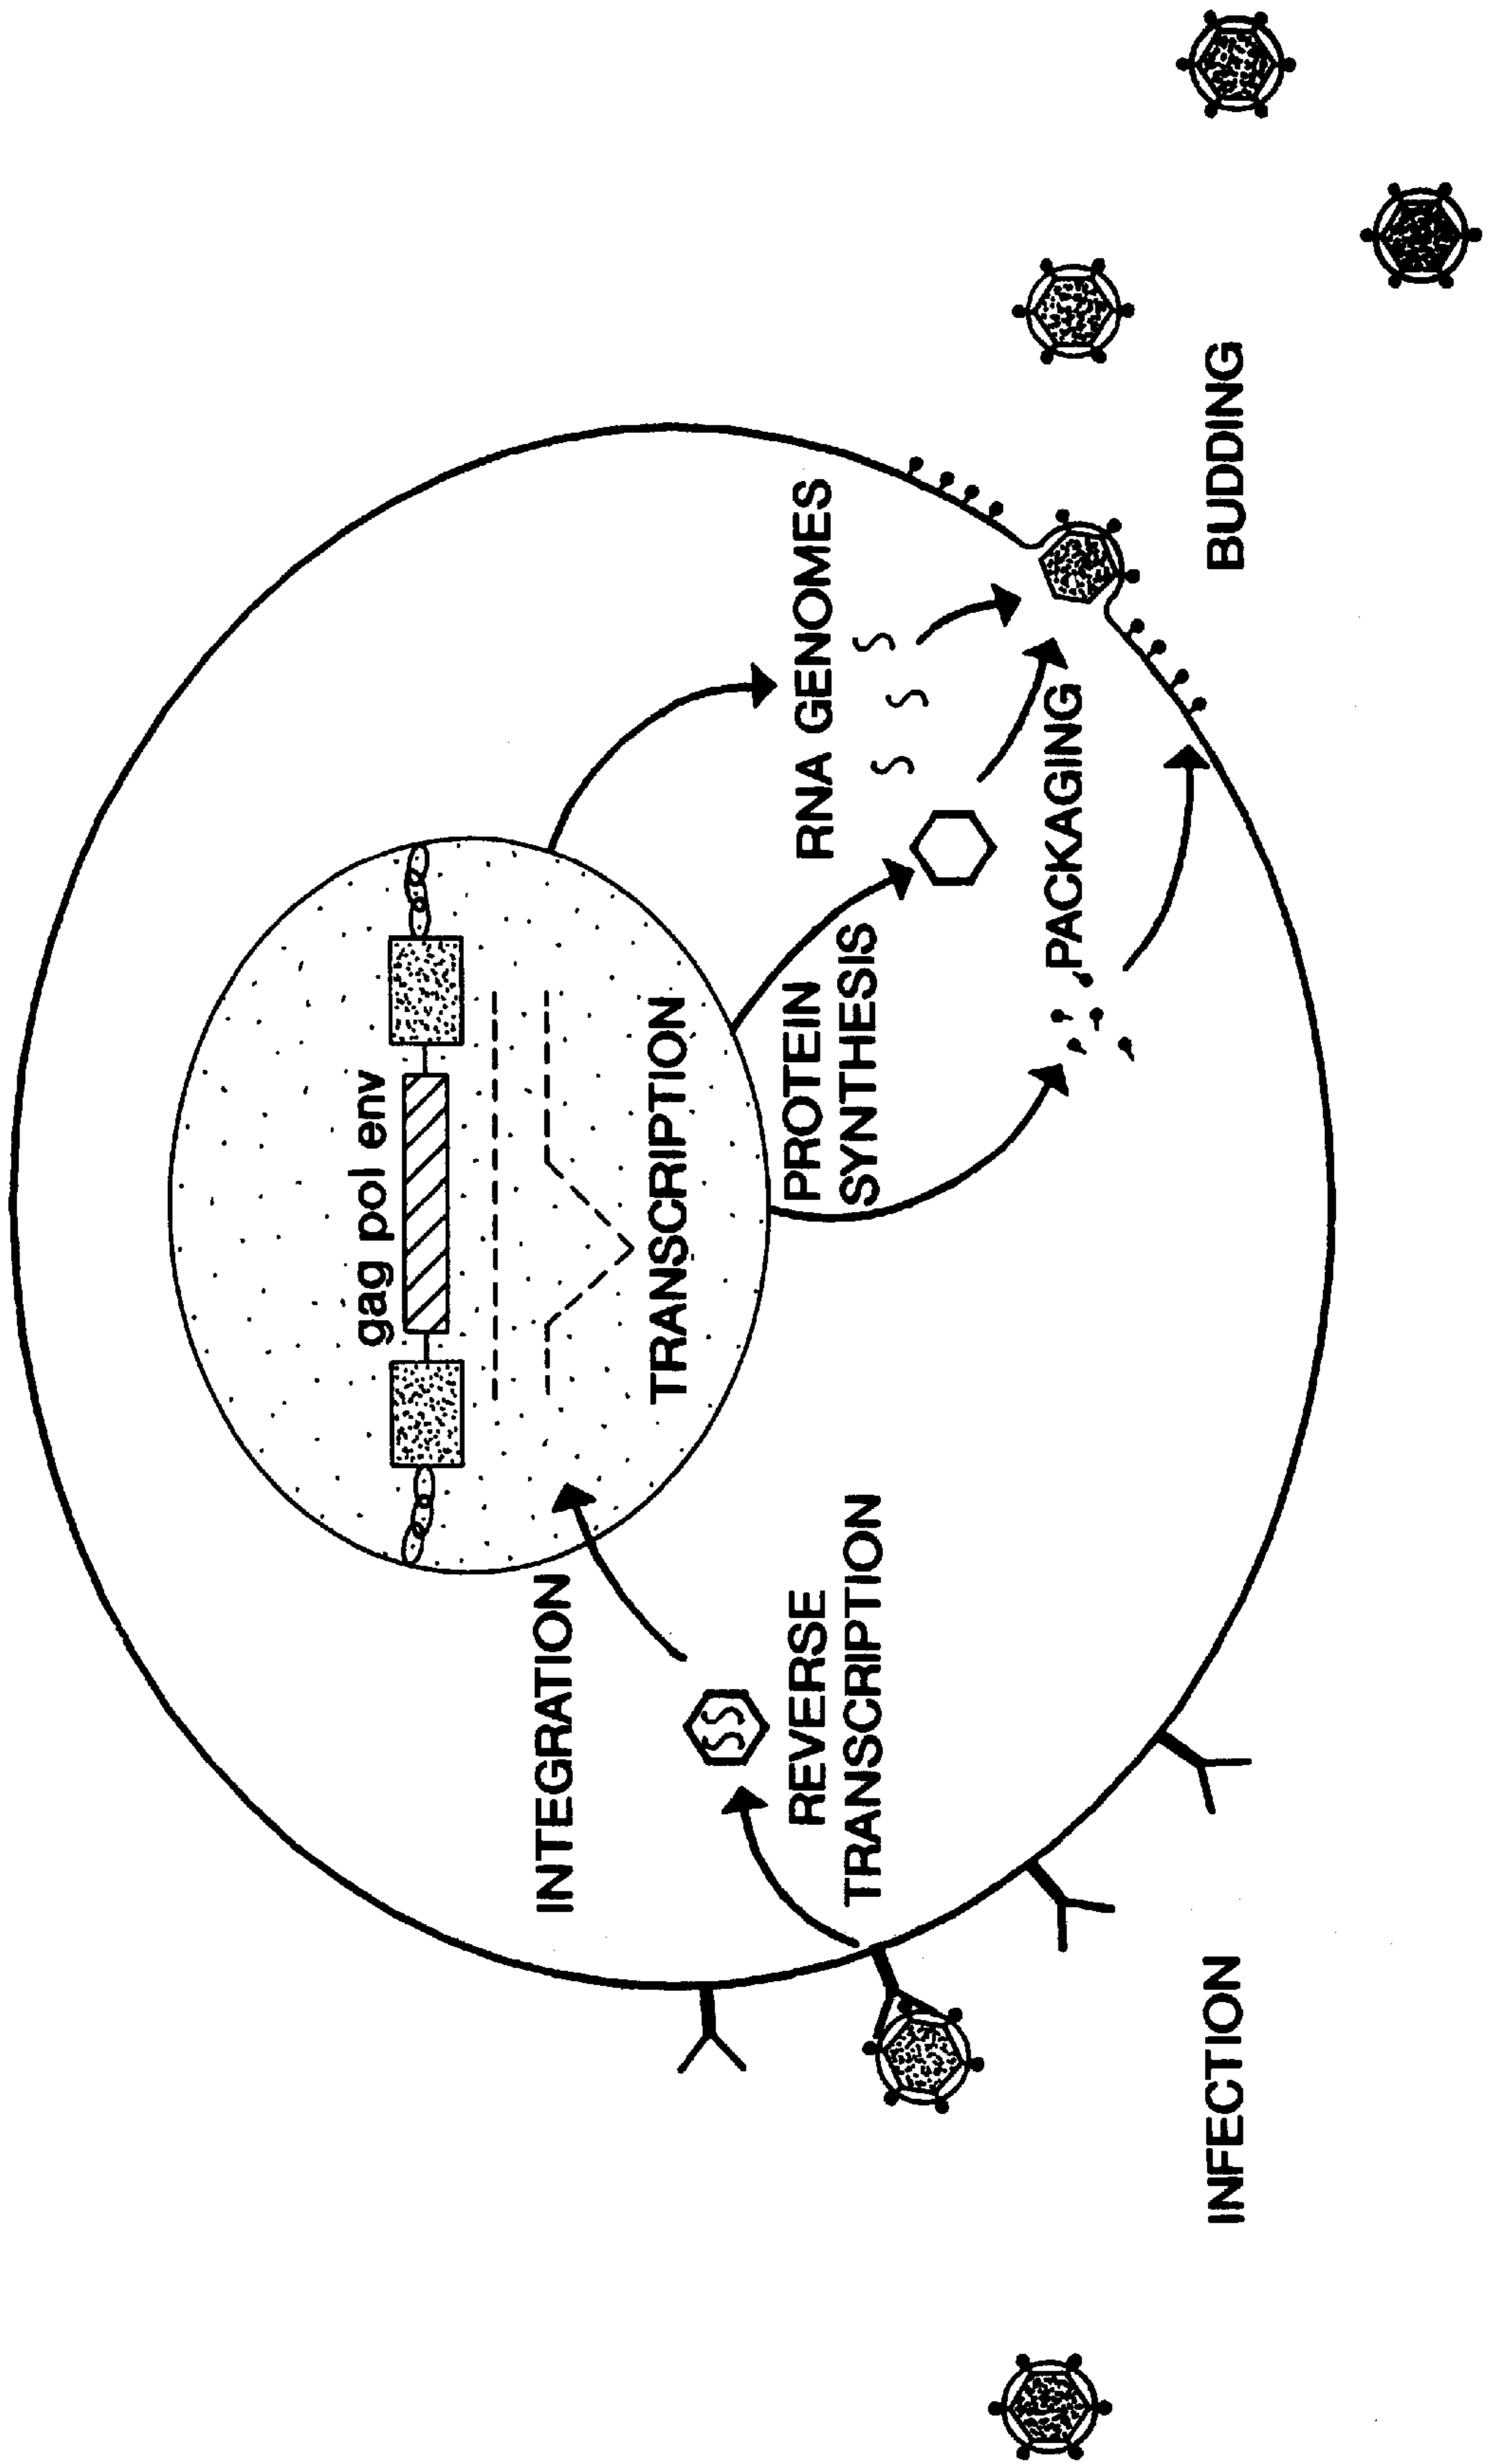 gag pol env
TRANSCRIPTION
INTEGRATION
REVERSE
TRANSCRIPTION
PROTEIN
SYNTHESIS
RNA GENOMES
PACKAGING
INFECTION
BUDDING